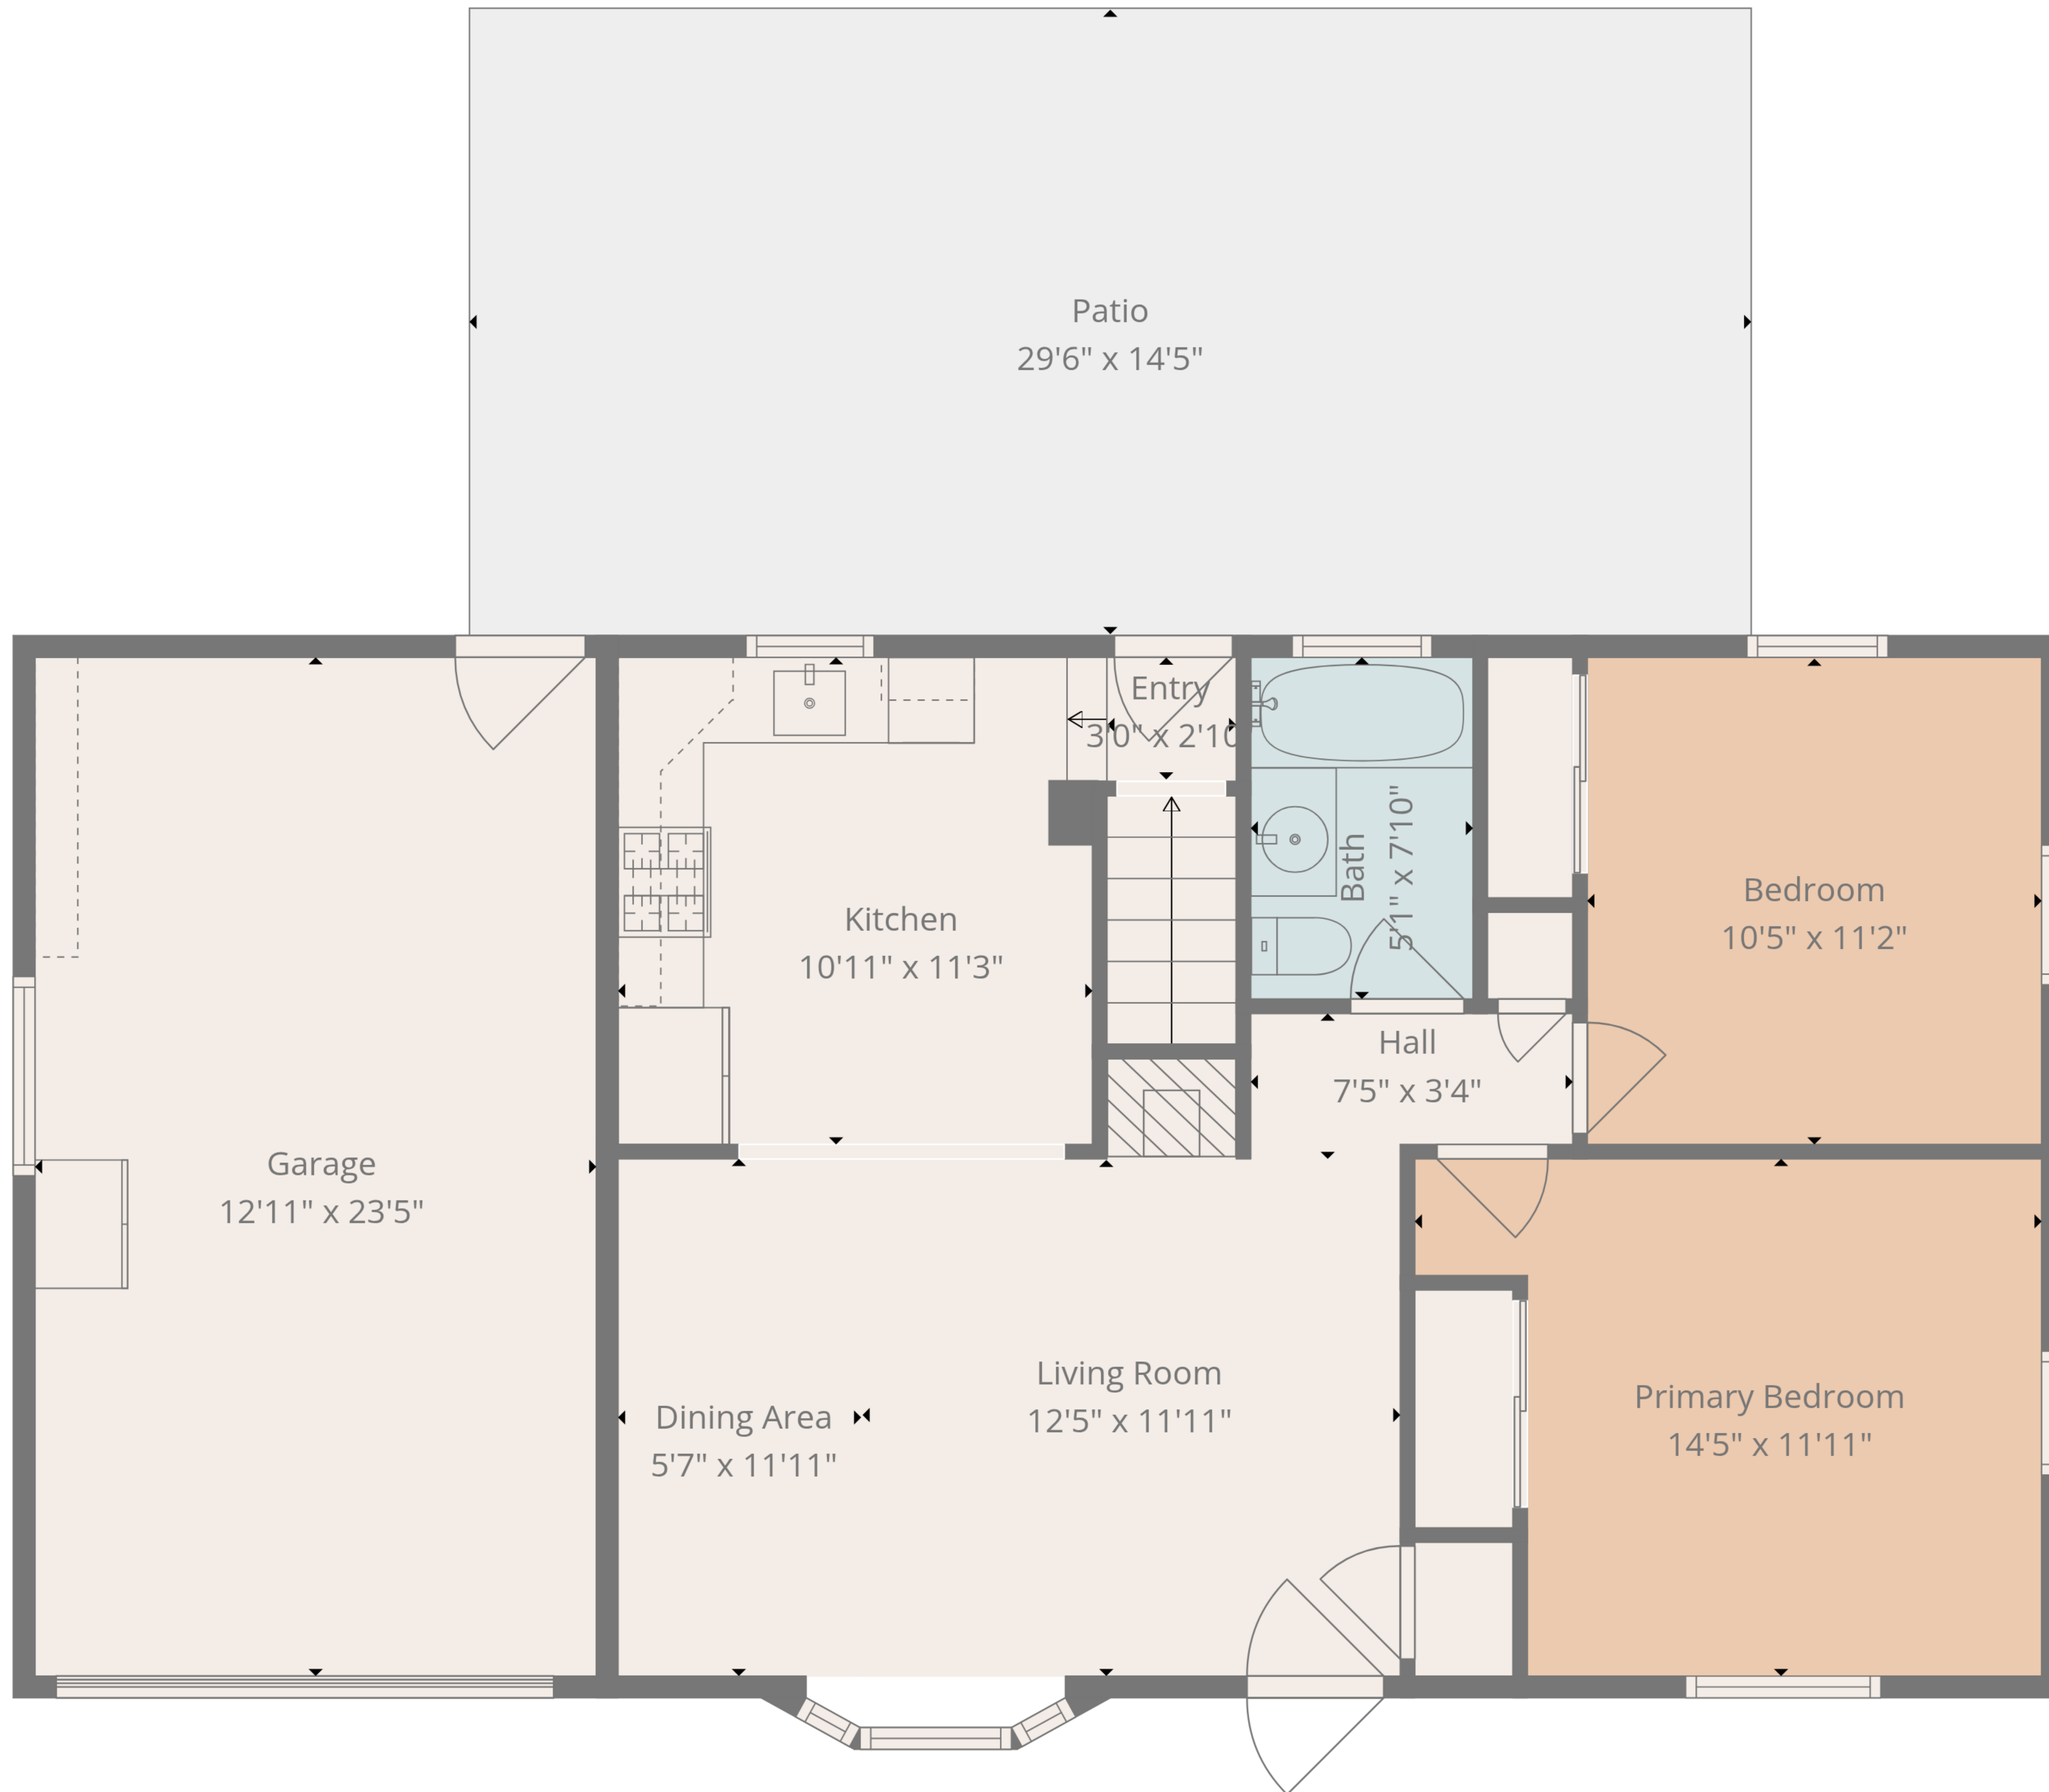 Patio
29'6" x 14'5"
Entry
3'0" x 2'10
Bath
5'1" x 7'10"
Kitchen
10'11" x 11'3"
Bedroom
10'5" x 11'2"
Hall
7'5" x 3'4"
Garage
12'11" x 23'5"
Living Room
12'5" x 11'11"
Dining Area
5'7" x 11'11"
Primary Bedroom
14'5" x 11'11"